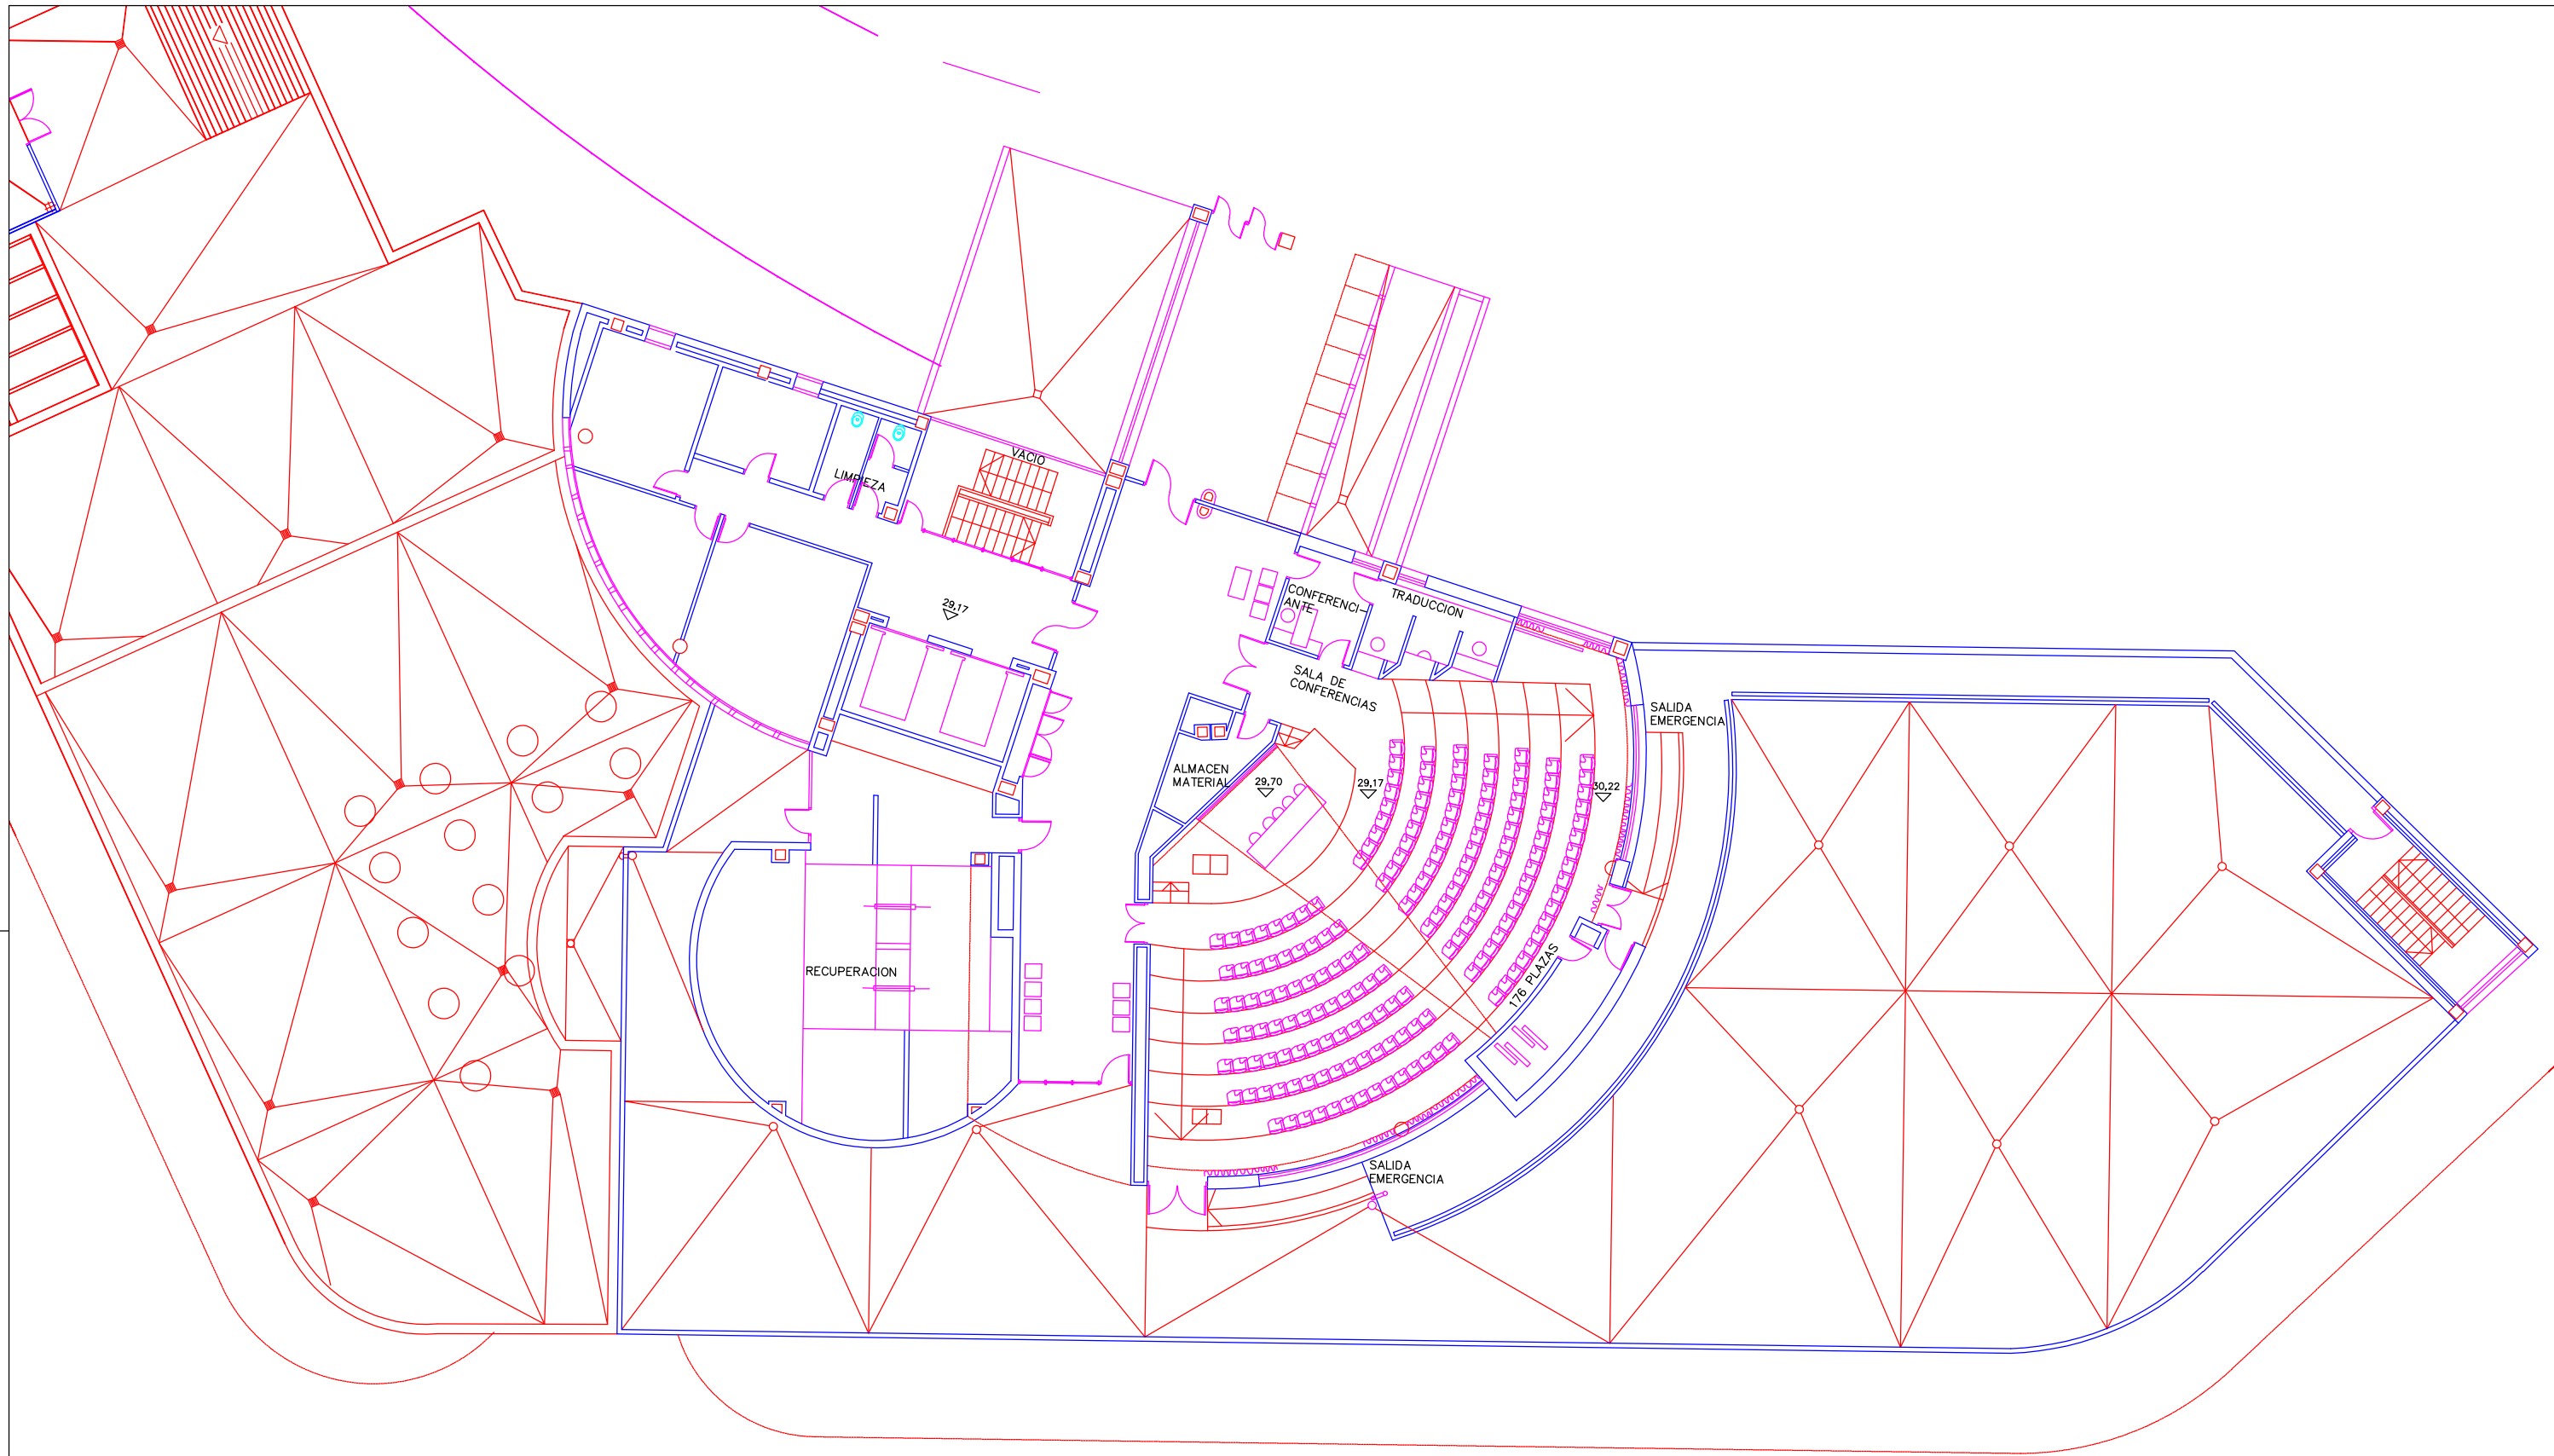 VACIO
LIMPIEZA
29,17
CONFERENCI-
ANTE
TRADUCCION
SALA DE
CONFERENCIAS
SALIDA
EMERGENCIA
ALMACEN
MATERIAL
29,70
29,17
30,22
RECUPERACION
176 PLAZAS
SALIDA
EMERGENCIA